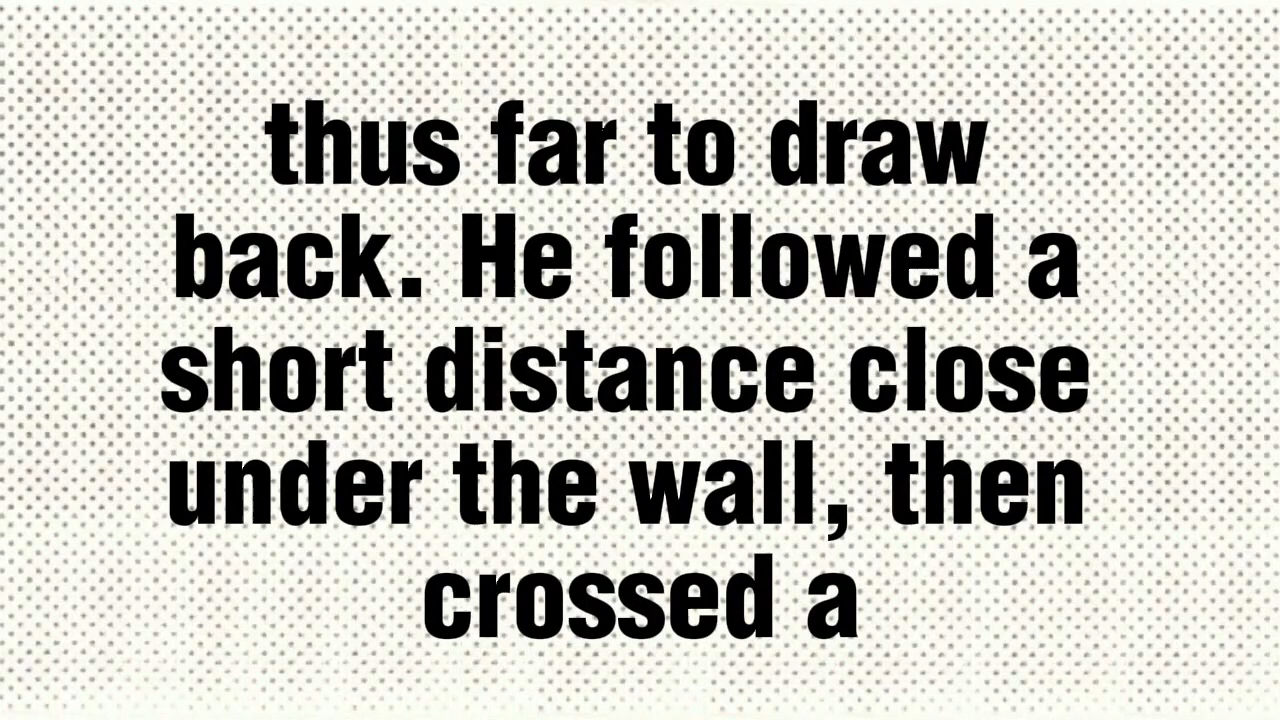 thus far to draw
back. He followed a
short distance close
under the wall, then
crossed a